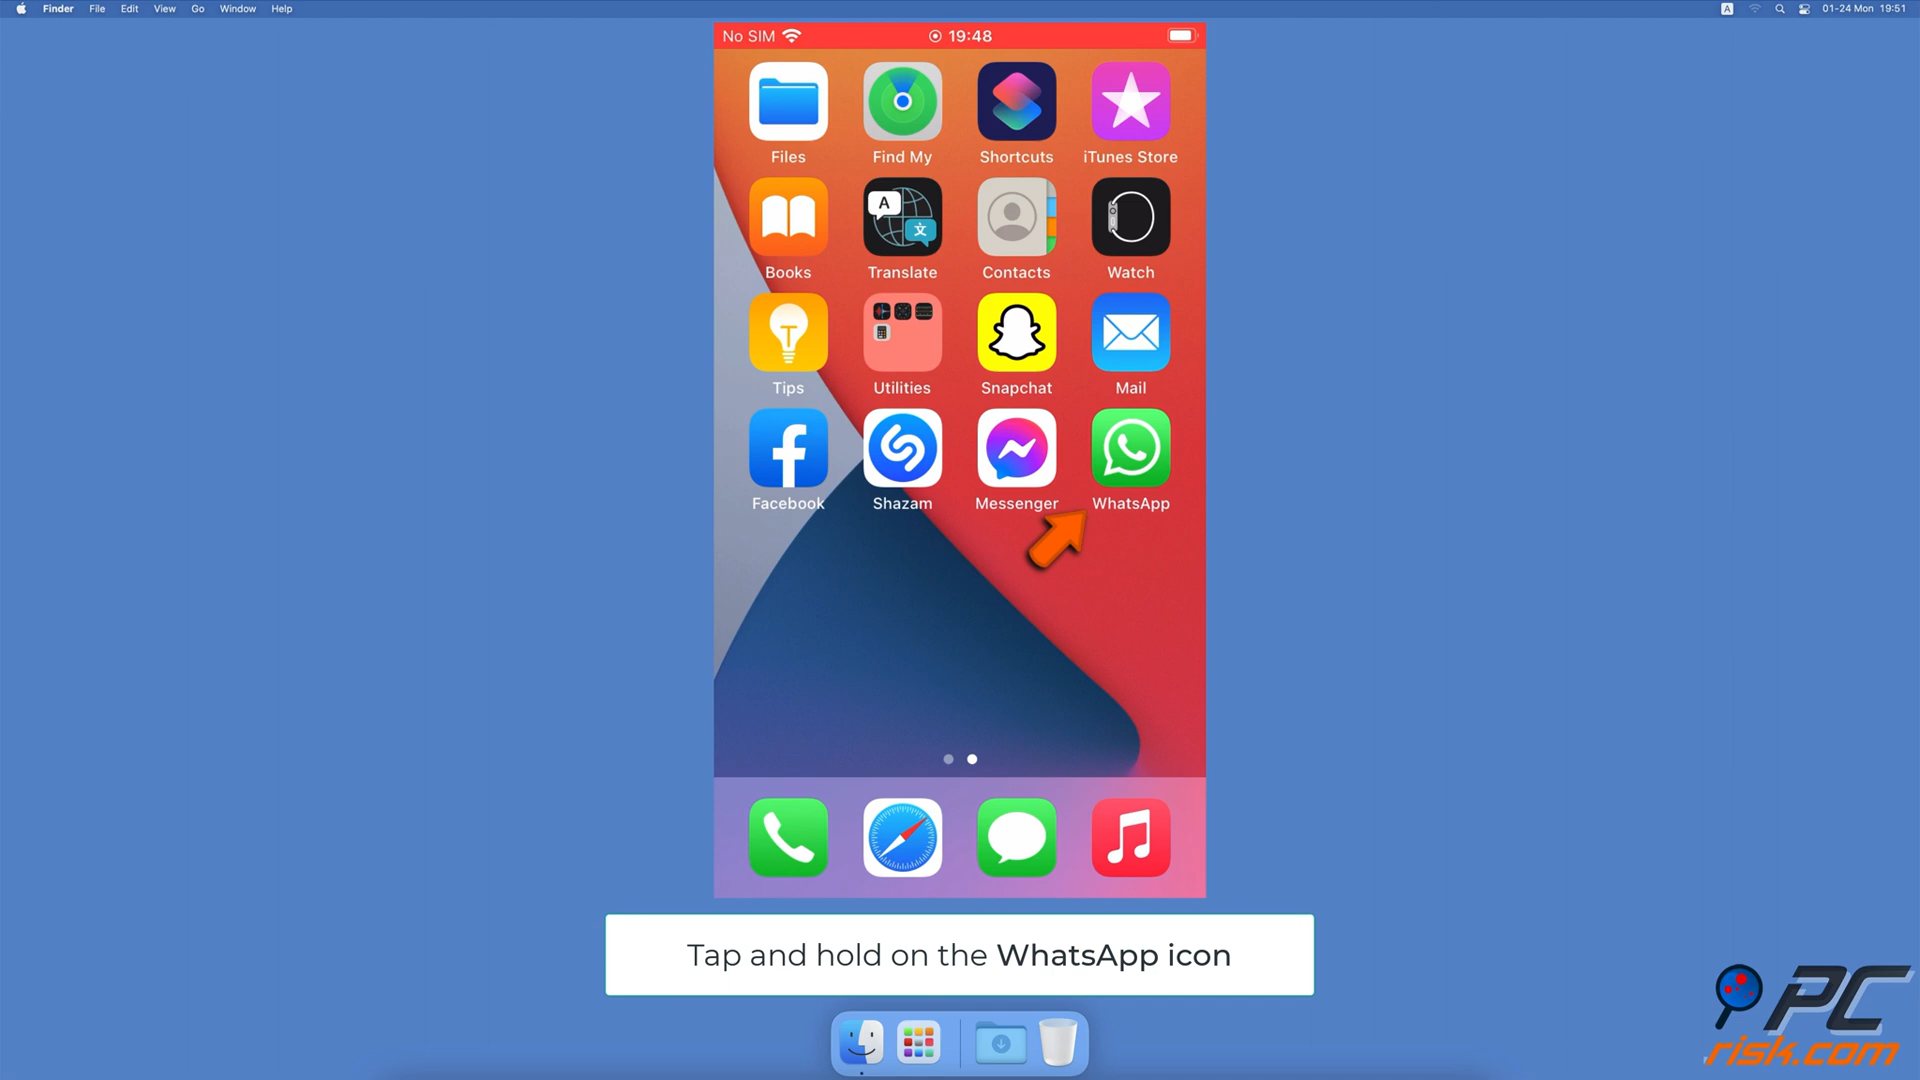 Finder File Edit View Go Window Help
A 01-24 Mon 19:51
No SIM 19:48
Files Find My Shortcuts iTunes Store
A 文
Books Translate Contacts Watch
Tips Utilities Snapchat Mail
Facebook Shazam Messenger WhatsApp
Tap and hold on the WhatsApp icon
PC
risk.com